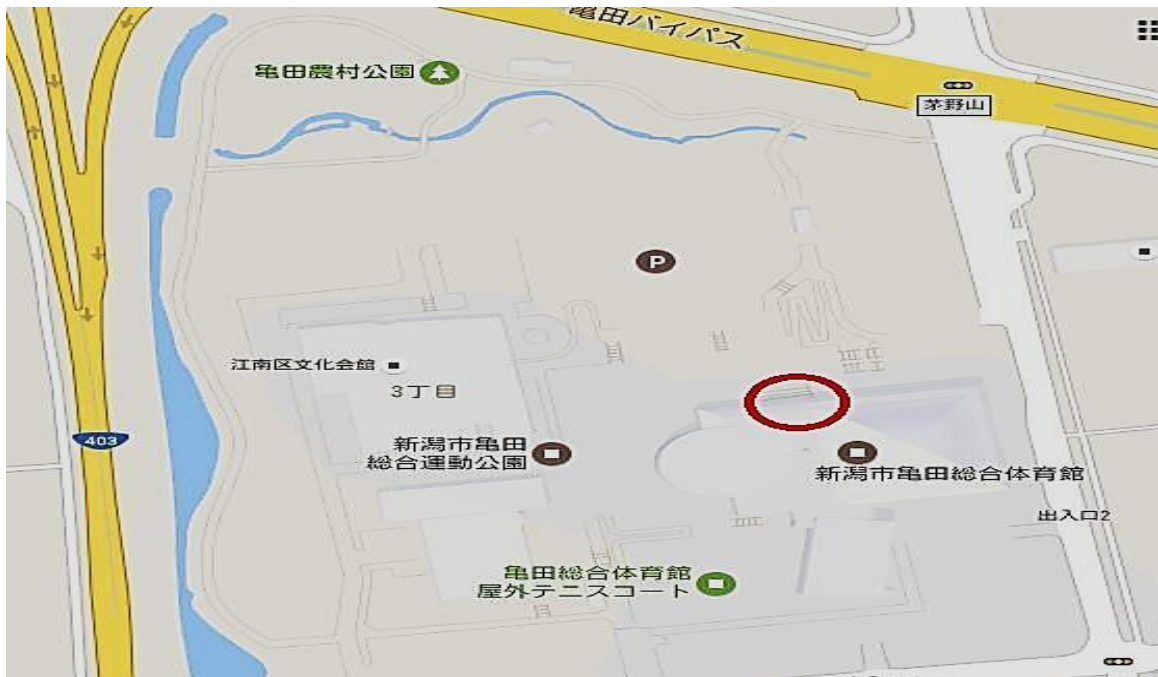 亀田バイパス
亀田農村公園
茅野山
P
江南区文化会館
3丁目
403
新潟市亀田
総合運動公園
新潟市亀田総合体育館
出入口2
亀田総合体育館
屋外テニスコート